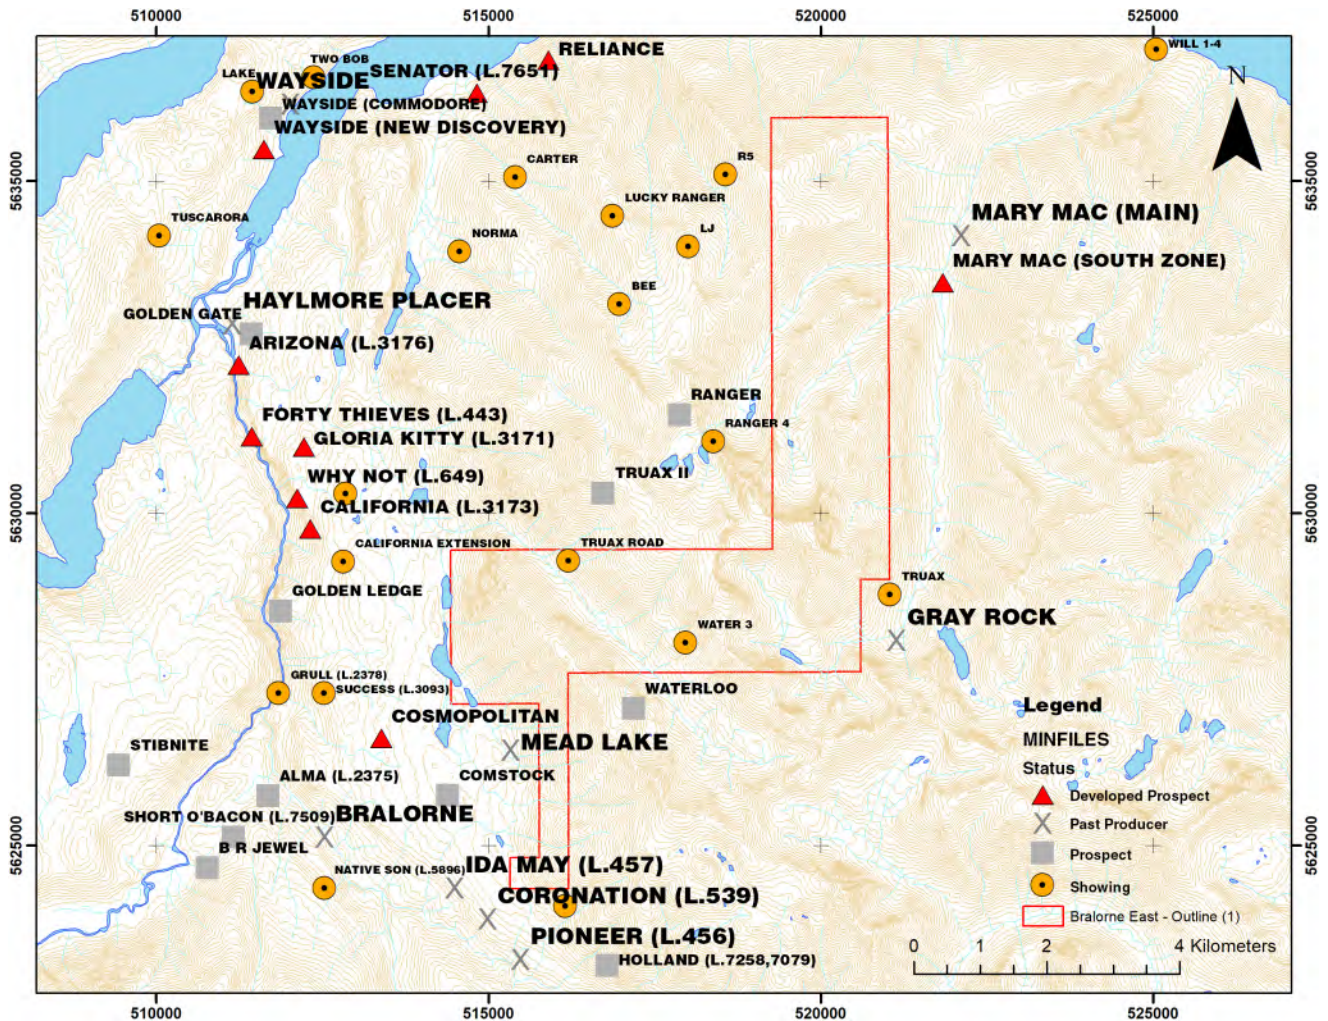 510000
515000
520000
525000
RELIANCE
WILL 1-4
TWO BOB
SENATOR (L.7651)
LAKE
WAYSIDE
WAYSIDE (COMMODORE)
WAYSIDE (NEW DISCOVERY)
N
CARTER
R5
5635000
5635000
LUCKY RANGER
TUSCARORA
NORMA
LJ
MARY MAC (MAIN)
MARY MAC (SOUTH ZONE)
BEE
HAYLMORE PLACER
GOLDEN GATE
ARIZONA (L.3176)
RANGER
FORTY THIEVES (L.443)
RANGER 4
GLORIA KITTY (L.3171)
WHY NOT (L.649)
TRUAX II
CALIFORNIA (L.3173)
5630000
5630000
CALIFORNIA EXTENSION
TRUAX ROAD
GOLDEN LEDGE
TRUAX
GRAY ROCK
WATER 3
GRULL (L.2378)
SUCCESS (L.3093)
WATERLOO
COSMOPOLITAN
MEAD LAKE
STIBNITE
ALMA (L.2375)
COMSTOCK
SHORT O'BACON (L.7509)
BRALORNE
B R JEWEL
5625000
5625000
NATIVE SON (L.5896)
IDA MAY (L.457)
CORONATION (L.539)
PIONEER (L.456)
HOLLAND (L.7258,7079)
Legend
MINFILES
Status
Developed Prospect
Past Producer
Prospect
Showing
Bralorne East - Outline (1)
0 1 2 4 Kilometers
510000
515000
520000
525000